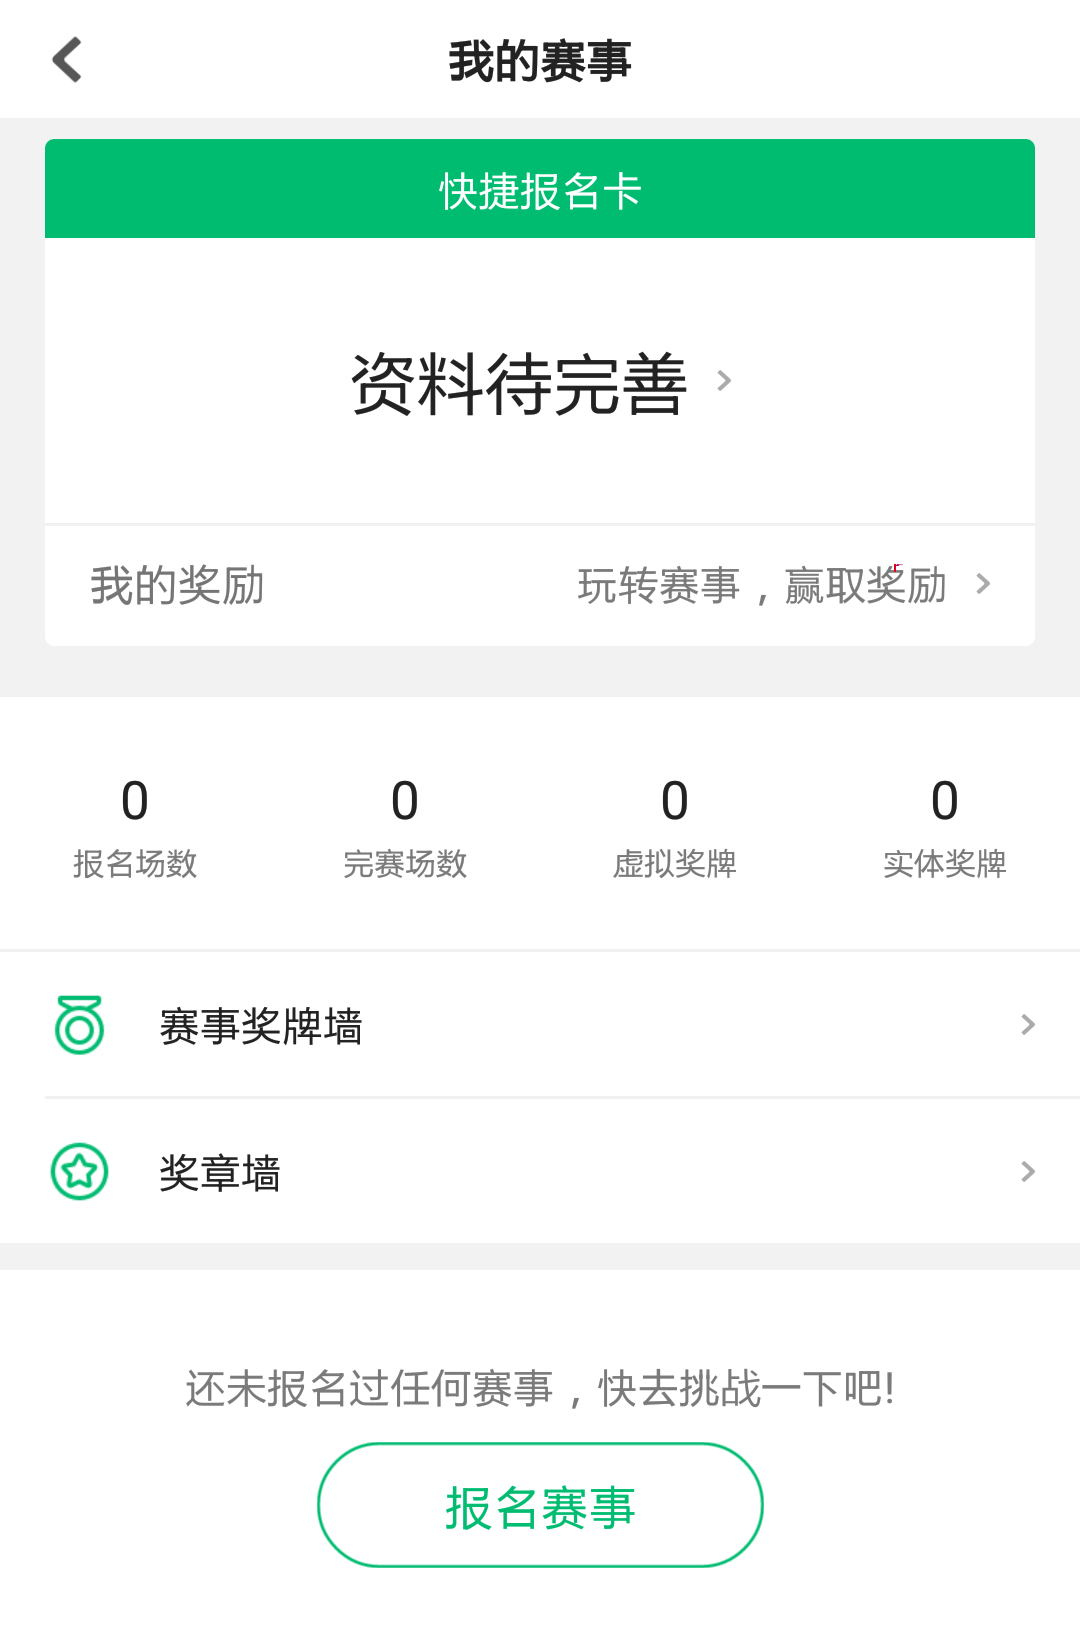 我的赛事
快捷报名卡
资料待完善
我的奖励 玩转赛事，赢取奖励
0 0 0 0
报名场数 完赛场数 虚拟奖牌 实体奖牌
赛事奖牌墙
奖章墙
还未报名过任何赛事，快去挑战一下吧!
报名赛事